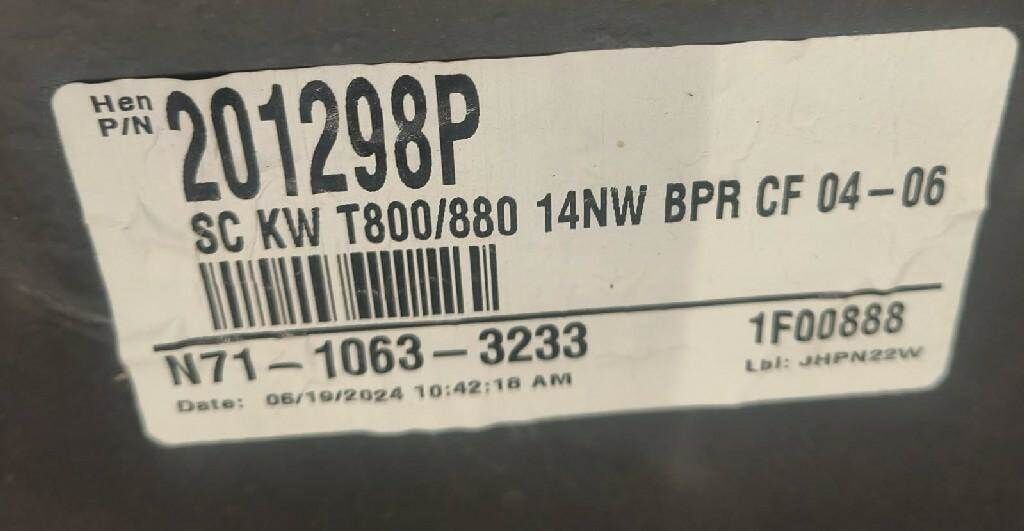 Hen
P/N 201298P
SC KW T800/880 14NW BPR CF 04-06
N71-1063-3233 1F00888
Date: 06/19/2024 10:42:18 AM Lbl: JHPN22W